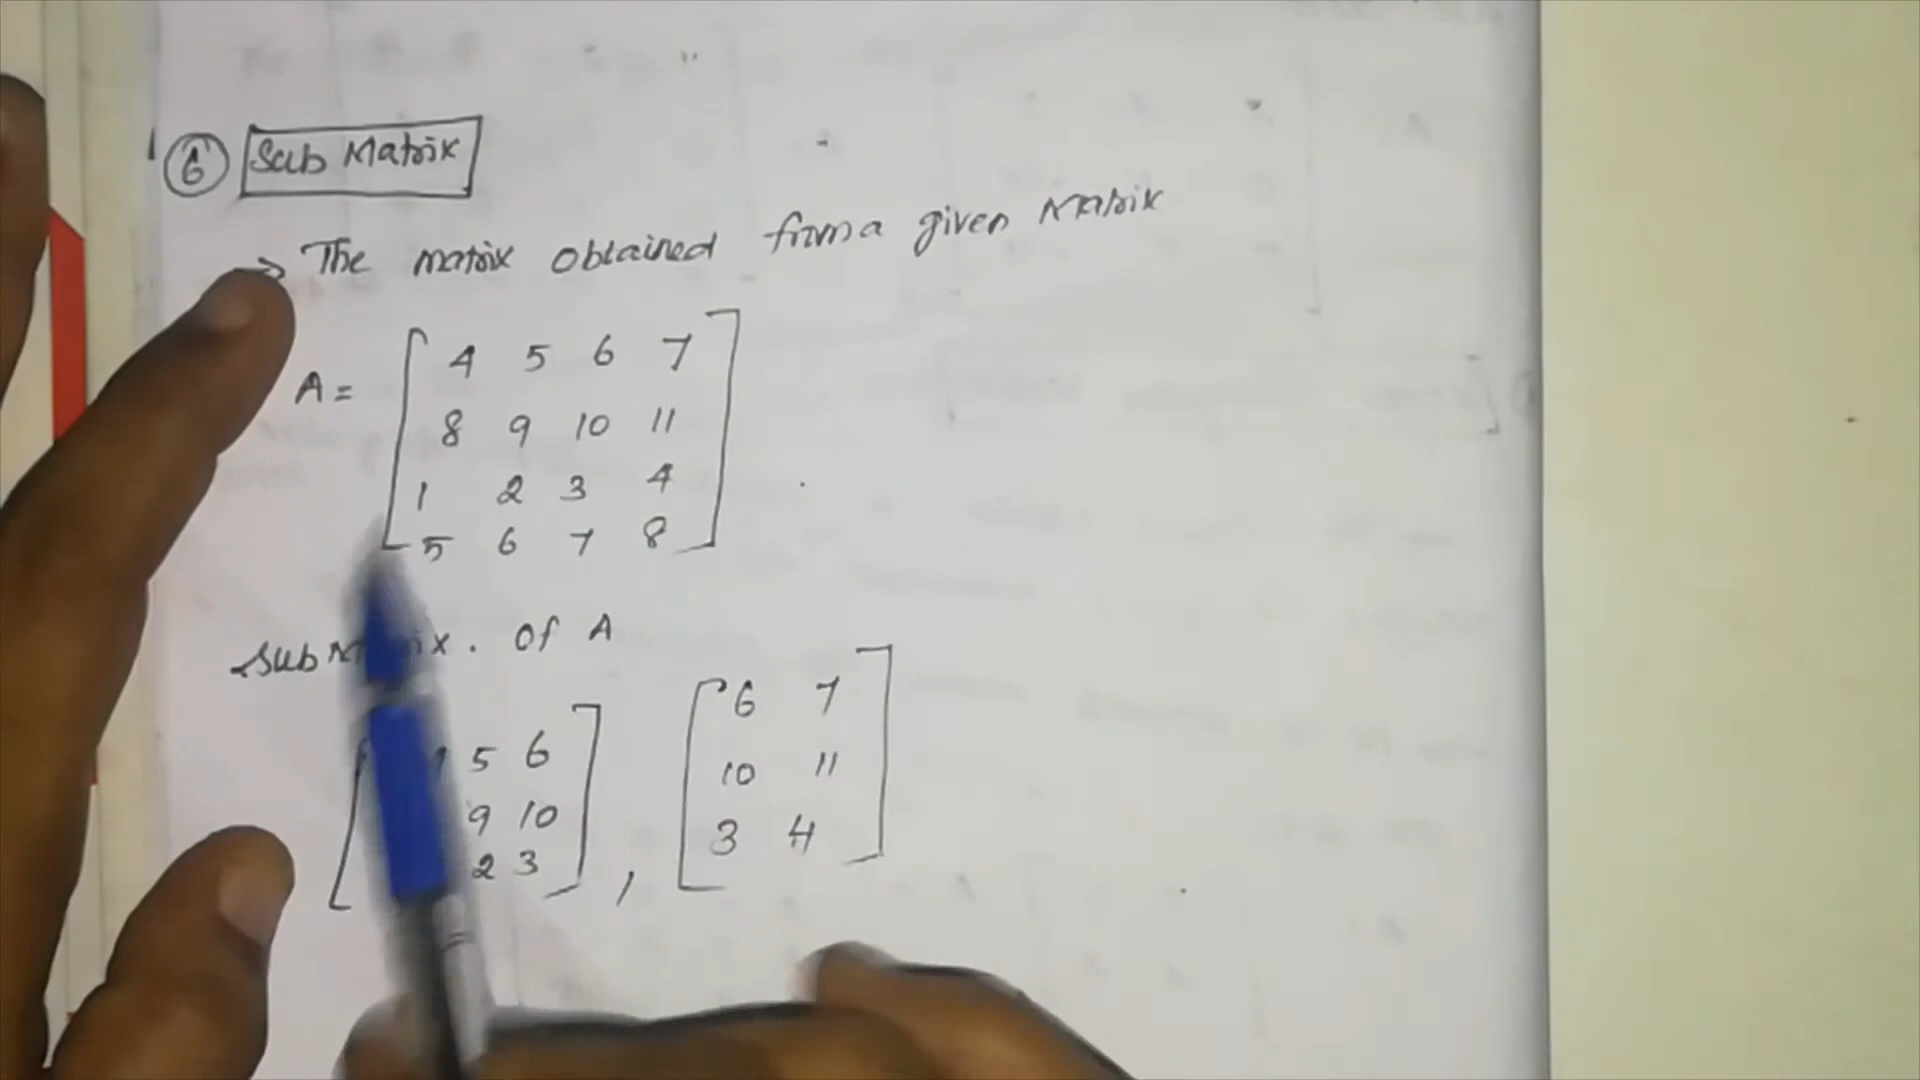 6 Sub Matrix
→ The matrix obtained from a given Matrix
A = 4 5 6 7
8 9 10 11
1 2 3 4
5 6 7 8
of A
5 6
9 10
2 3
,
6 7
10 11
3 4